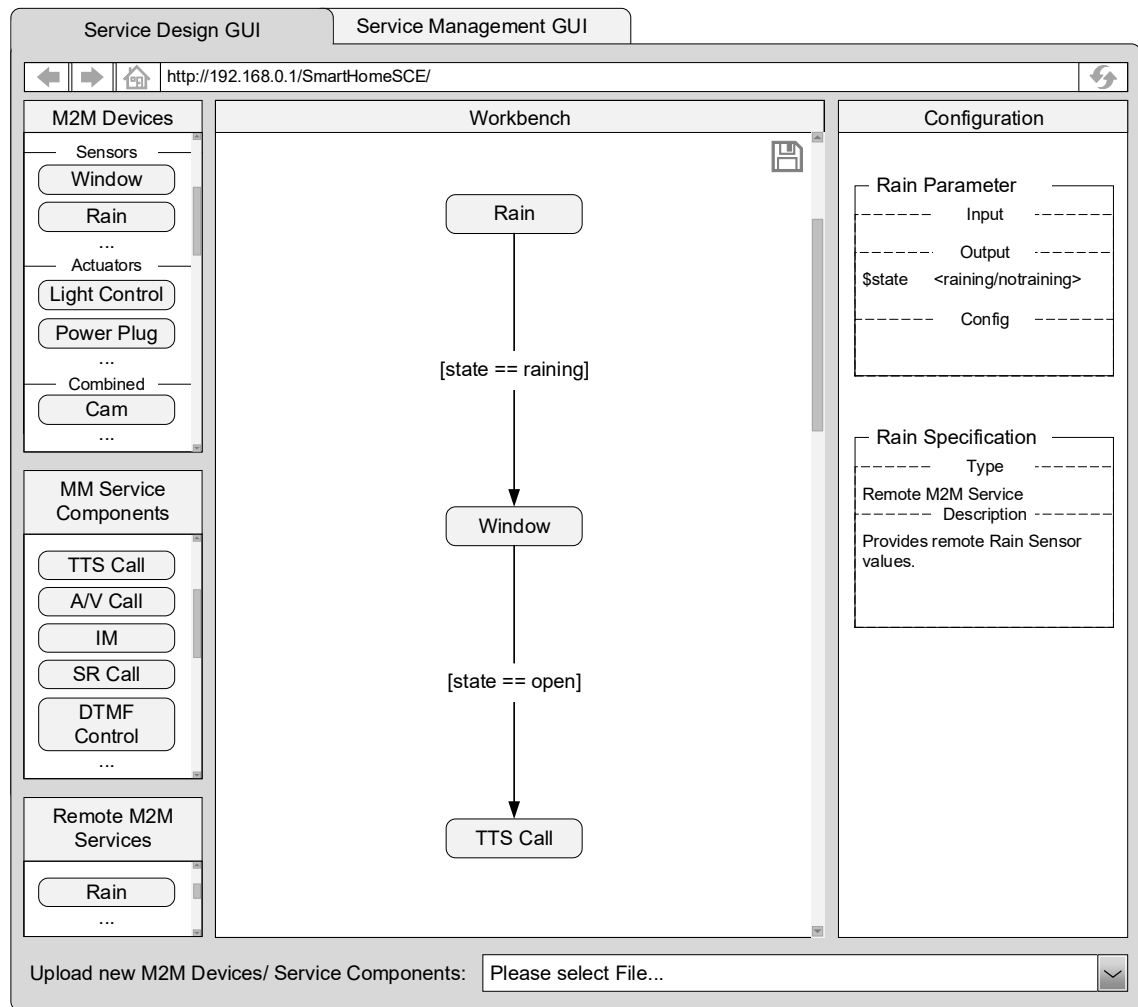 Service Design GUI
Service Management GUI
http://192.168.0.1/SmartHomeSCE/
M2M Devices
Sensors
Window
Rain
...
Actuators
Light Control
Power Plug
...
Combined
Cam
...
MM Service
Components
TTS Call
A/V Call
IM
SR Call
DTMF
Control
...
Remote M2M
Services
Rain
...
Workbench
Rain
[state == raining]
Window
[state == open]
TTS Call
Configuration
Rain Parameter
Input
Output
$state <raining/notraining>
Config
Rain Specification
Type
Remote M2M Service
Description
Provides remote Rain Sensor
values.
Upload new M2M Devices/ Service Components:
Please select File...